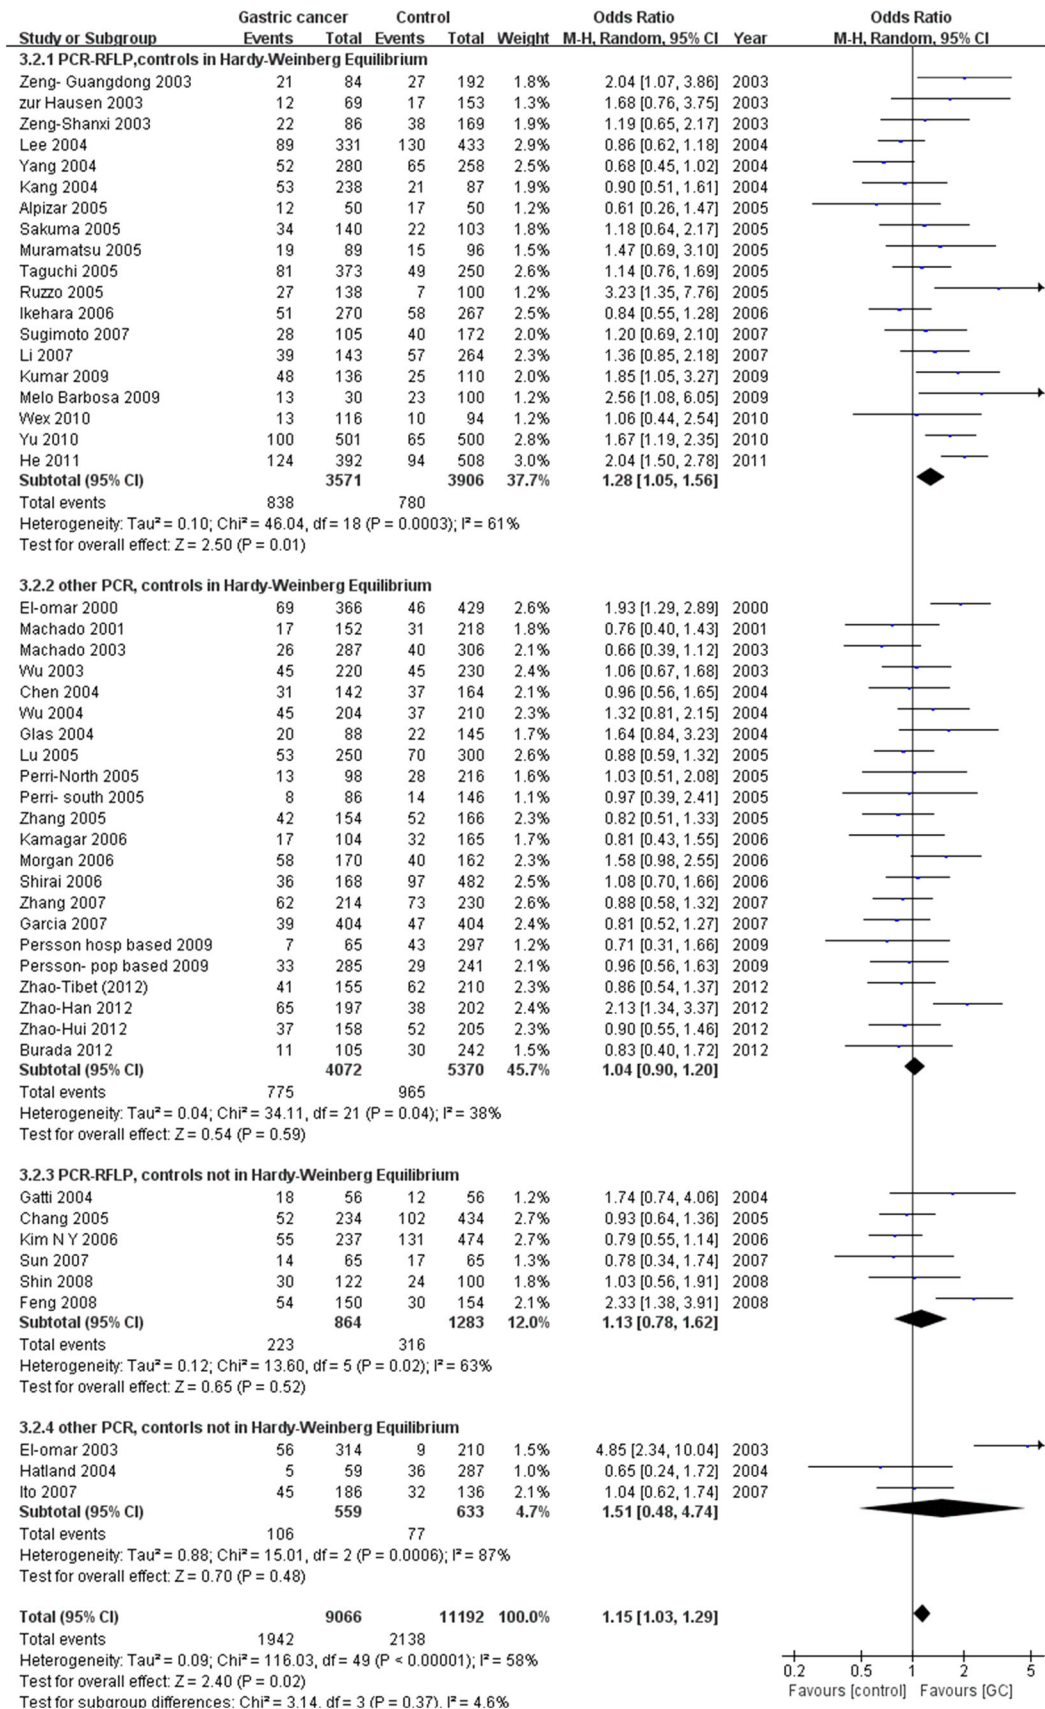 Gastric cancer Control Odds Ratio Odds Ratio
Study or Subgroup Events Total Events Total Weight M-H, Random, 95% CI Year M-H, Random, 95% CI
3.2.1 PCR-RFLP,controls in Hardy-Weinberg Equilibrium
Zeng- Guangdong 2003 21 84 27 192 1.8% 2.04 [1.07, 3.86] 2003
zur Hausen 2003 12 69 17 153 1.3% 1.68 [0.76, 3.75] 2003
Zeng-Shanxi 2003 22 86 38 169 1.9% 1.19 [0.65, 2.17] 2003
Lee 2004 89 331 130 433 2.9% 0.86 [0.62, 1.18] 2004
Yang 2004 52 280 65 258 2.5% 0.68 [0.45, 1.02] 2004
Kang 2004 53 238 21 87 1.9% 0.90 [0.51, 1.61] 2004
Alpizar 2005 12 50 17 50 1.2% 0.61 [0.26, 1.47] 2005
Sakuma 2005 34 140 22 103 1.8% 1.18 [0.64, 2.17] 2005
Muramatsu 2005 19 89 15 96 1.5% 1.47 [0.69, 3.10] 2005
Taguchi 2005 81 373 49 250 2.6% 1.14 [0.76, 1.69] 2005
Ruzzo 2005 27 138 7 100 1.2% 3.23 [1.35, 7.76] 2005
Ikehara 2006 51 270 58 267 2.5% 0.84 [0.55, 1.28] 2006
Sugimoto 2007 28 105 40 172 1.9% 1.20 [0.69, 2.10] 2007
Li 2007 39 143 57 264 2.3% 1.36 [0.85, 2.18] 2007
Kumar 2009 48 136 25 110 2.0% 1.85 [1.05, 3.27] 2009
Melo Barbosa 2009 13 30 23 100 1.2% 2.56 [1.08, 6.05] 2009
Wex 2010 13 116 10 94 1.2% 1.06 [0.44, 2.54] 2010
Yu 2010 100 501 65 500 2.8% 1.67 [1.19, 2.35] 2010
He 2011 124 392 94 508 3.0% 2.04 [1.50, 2.78] 2011
Subtotal (95% CI) 3571 3906 37.7% 1.28 [1.05, 1.56]
Total events 838 780
Heterogeneity: Tau² = 0.10; Chi² = 46.04, df = 18 (P = 0.0003); I² = 61%
Test for overall effect: Z = 2.50 (P = 0.01)
3.2.2 other PCR, controls in Hardy-Weinberg Equilibrium
El-omar 2000 69 366 46 429 2.6% 1.93 [1.29, 2.89] 2000
Machado 2001 17 152 31 218 1.8% 0.76 [0.40, 1.43] 2001
Machado 2003 26 287 40 306 2.1% 0.66 [0.39, 1.12] 2003
Wu 2003 45 220 45 230 2.4% 1.06 [0.67, 1.68] 2003
Chen 2004 31 142 37 164 2.1% 0.96 [0.56, 1.65] 2004
Wu 2004 45 204 37 210 2.3% 1.32 [0.81, 2.15] 2004
Glas 2004 20 88 22 145 1.7% 1.64 [0.84, 3.23] 2004
Lu 2005 53 250 70 300 2.6% 0.88 [0.59, 1.32] 2005
Perri-North 2005 13 98 28 216 1.6% 1.03 [0.51, 2.08] 2005
Perri- south 2005 8 86 14 146 1.1% 0.97 [0.39, 2.41] 2005
Zhang 2005 42 154 52 166 2.3% 0.82 [0.51, 1.33] 2005
Kamagar 2006 17 104 32 165 1.7% 0.81 [0.43, 1.55] 2006
Morgan 2006 58 170 40 162 2.3% 1.58 [0.98, 2.55] 2006
Shirai 2006 36 168 97 482 2.5% 1.08 [0.70, 1.66] 2006
Zhang 2007 62 214 73 230 2.6% 0.88 [0.58, 1.32] 2007
Garcia 2007 39 404 47 404 2.4% 0.81 [0.52, 1.27] 2007
Persson hosp based 2009 7 65 43 297 1.2% 0.71 [0.31, 1.66] 2009
Persson- pop based 2009 33 285 29 241 2.1% 0.96 [0.56, 1.63] 2009
Zhao-Tibet (2012) 41 155 62 210 2.3% 0.86 [0.54, 1.37] 2012
Zhao-Han 2012 65 197 38 202 2.4% 2.13 [1.34, 3.37] 2012
Zhao-Hui 2012 37 158 52 205 2.3% 0.90 [0.55, 1.46] 2012
Burada 2012 11 105 30 242 1.5% 0.83 [0.40, 1.72] 2012
Subtotal (95% CI) 4072 5370 45.7% 1.04 [0.90, 1.20]
Total events 775 965
Heterogeneity: Tau² = 0.04; Chi² = 34.11, df = 21 (P = 0.04); I² = 38%
Test for overall effect: Z = 0.54 (P = 0.59)
3.2.3 PCR-RFLP, controls not in Hardy-Weinberg Equilibrium
Gatti 2004 18 56 12 56 1.2% 1.74 [0.74, 4.06] 2004
Chang 2005 52 234 102 434 2.7% 0.93 [0.64, 1.36] 2005
Kim N Y 2006 55 237 131 474 2.7% 0.79 [0.55, 1.14] 2006
Sun 2007 14 65 17 65 1.3% 0.78 [0.34, 1.74] 2007
Shin 2008 30 122 24 100 1.8% 1.03 [0.56, 1.91] 2008
Feng 2008 54 150 30 154 2.1% 2.33 [1.38, 3.91] 2008
Subtotal (95% CI) 864 1283 12.0% 1.13 [0.78, 1.62]
Total events 223 316
Heterogeneity: Tau² = 0.12; Chi² = 13.60, df = 5 (P = 0.02); I² = 63%
Test for overall effect: Z = 0.65 (P = 0.52)
3.2.4 other PCR, contorls not in Hardy-Weinberg Equilibrium
El-omar 2003 56 314 9 210 1.5% 4.85 [2.34, 10.04] 2003
Hatland 2004 5 59 36 287 1.0% 0.65 [0.24, 1.72] 2004
Ito 2007 45 186 32 136 2.1% 1.04 [0.62, 1.74] 2007
Subtotal (95% CI) 559 633 4.7% 1.51 [0.48, 4.74]
Total events 106 77
Heterogeneity: Tau² = 0.88; Chi² = 15.01, df = 2 (P = 0.0006); I² = 87%
Test for overall effect: Z = 0.70 (P = 0.48)
Total (95% CI) 9066 11192 100.0% 1.15 [1.03, 1.29]
Total events 1942 2138
Heterogeneity: Tau² = 0.09; Chi² = 116.03, df = 49 (P < 0.00001); I² = 58%
Test for overall effect: Z = 2.40 (P = 0.02)
Test for subgroup differences: Chi² = 3.14, df = 3 (P = 0.37), I² = 4.6%
0.2 0.5 1 2 5
Favours [control] Favours [GC]